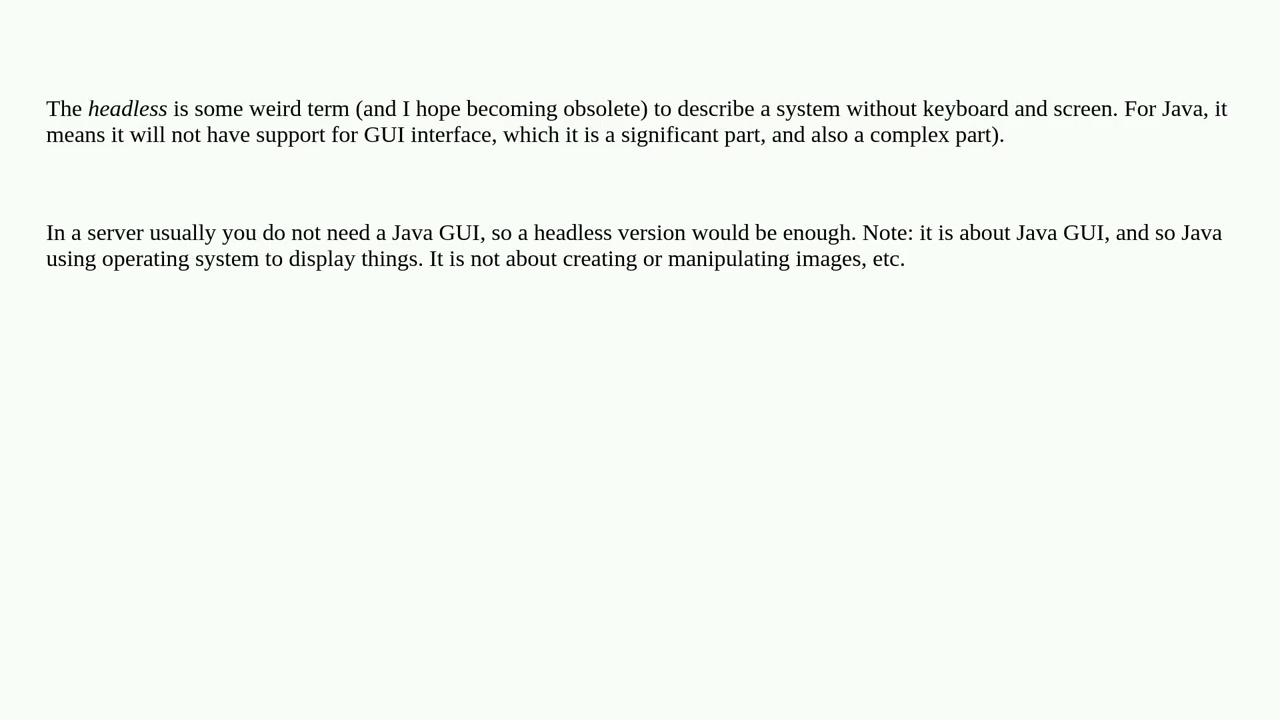 The headless is some weird term (and I hope becoming obsolete) to describe a system without keyboard and screen. For Java, it
means it will not have support for GUI interface, which it is a significant part, and also a complex part).
In a server usually you do not need a Java GUI, so a headless version would be enough. Note: it is about Java GUI, and so Java
using operating system to display things. It is not about creating or manipulating images, etc.